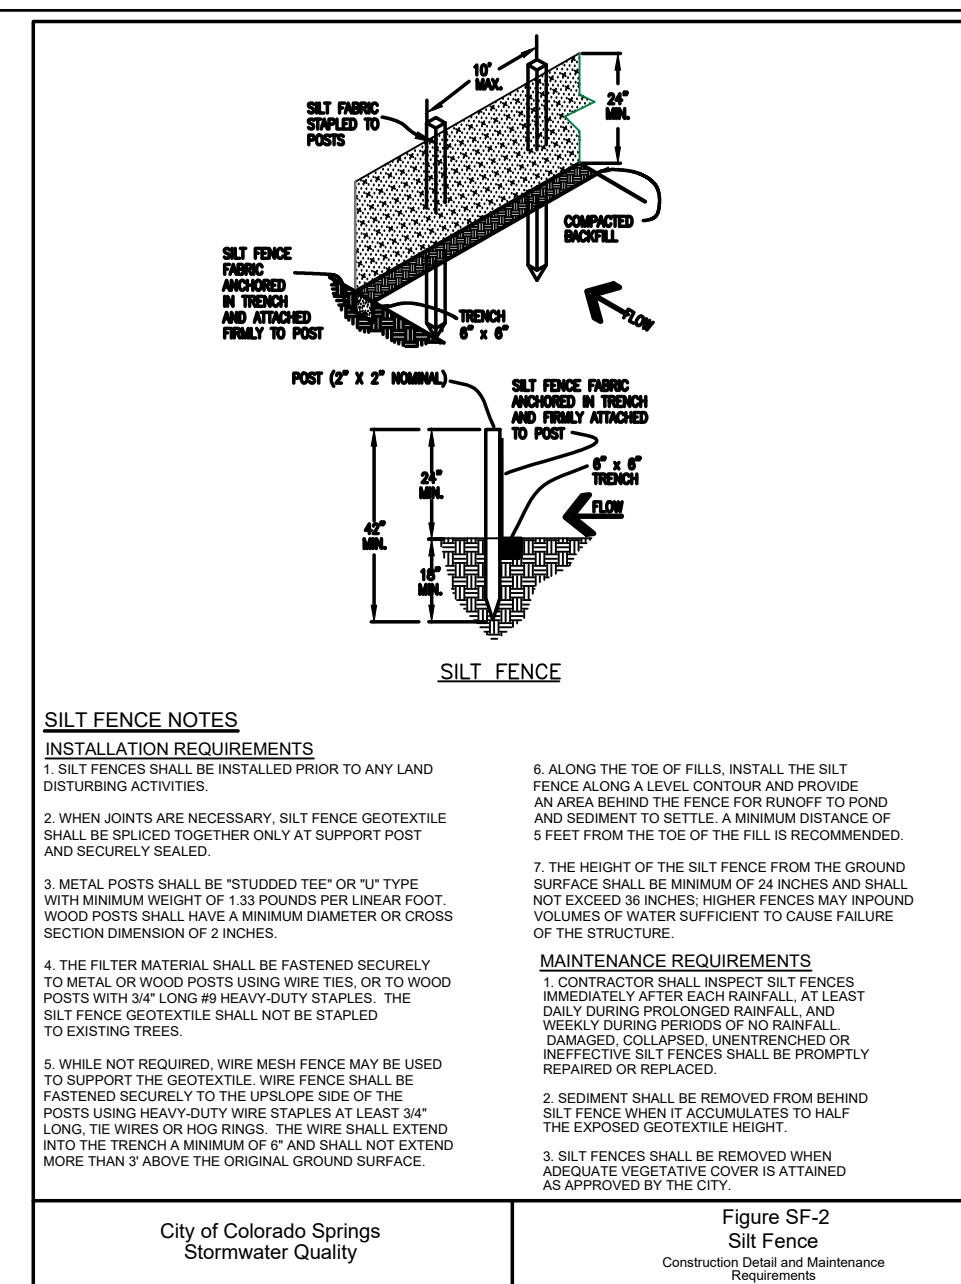 10'
MAX.
SILT FABRIC
STAPLED TO
POSTS
24"
MIN.
COMPACTED
BACKFILL
SILT FENCE
FABRIC
ANCHORED
IN TRENCH
AND ATTACHED
FIRMLY TO POST
TRENCH
6" x 6"
FLOW
POST (2" X 2" NOMINAL)
SILT FENCE FABRIC
ANCHORED IN TRENCH
AND FIRMLY ATTACHED
TO POST
6" x 6"
TRENCH
24"
MIN.
FLOW
42"
MIN.
18"
MIN.
SILT FENCE
SILT FENCE NOTES
INSTALLATION REQUIREMENTS
1. SILT FENCES SHALL BE INSTALLED PRIOR TO ANY LAND
DISTURBING ACTIVITIES.
2. WHEN JOINTS ARE NECESSARY, SILT FENCE GEOTEXTILE
SHALL BE SPLICED TOGETHER ONLY AT SUPPORT POST
AND SECURELY SEALED.
3. METAL POSTS SHALL BE "STUDDED TEE" OR "U" TYPE
WITH MINIMUM WEIGHT OF 1.33 POUNDS PER LINEAR FOOT.
WOOD POSTS SHALL HAVE A MINIMUM DIAMETER OR CROSS
SECTION DIMENSION OF 2 INCHES.
4. THE FILTER MATERIAL SHALL BE FASTENED SECURELY
TO METAL OR WOOD POSTS USING WIRE TIES, OR TO WOOD
POSTS WITH 3/4" LONG #9 HEAVY-DUTY STAPLES. THE
SILT FENCE GEOTEXTILE SHALL NOT BE STAPLED
TO EXISTING TREES.
5. WHILE NOT REQUIRED, WIRE MESH FENCE MAY BE USED
TO SUPPORT THE GEOTEXTILE. WIRE FENCE SHALL BE
FASTENED SECURELY TO THE UPSLOPE SIDE OF THE
POSTS USING HEAVY-DUTY WIRE STAPLES AT LEAST 3/4"
LONG, TIE WIRES OR HOG RINGS. THE WIRE SHALL EXTEND
INTO THE TRENCH A MINIMUM OF 6" AND SHALL NOT EXTEND
MORE THAN 3' ABOVE THE ORIGINAL GROUND SURFACE.
6. ALONG THE TOE OF FILLS, INSTALL THE SILT
FENCE ALONG A LEVEL CONTOUR AND PROVIDE
AN AREA BEHIND THE FENCE FOR RUNOFF TO POND
AND SEDIMENT TO SETTLE. A MINIMUM DISTANCE OF
5 FEET FROM THE TOE OF THE FILL IS RECOMMENDED.
7. THE HEIGHT OF THE SILT FENCE FROM THE GROUND
SURFACE SHALL BE MINIMUM OF 24 INCHES AND SHALL
NOT EXCEED 36 INCHES; HIGHER FENCES MAY INPOUND
VOLUMES OF WATER SUFFICIENT TO CAUSE FAILURE
OF THE STRUCTURE.
MAINTENANCE REQUIREMENTS
1. CONTRACTOR SHALL INSPECT SILT FENCES
IMMEDIATELY AFTER EACH RAINFALL, AT LEAST
DAILY DURING PROLONGED RAINFALL, AND
WEEKLY DURING PERIODS OF NO RAINFALL.
DAMAGED, COLLAPSED, UNENTRENCHED OR
INEFFECTIVE SILT FENCES SHALL BE PROMPTLY
REPAIRED OR REPLACED.
2. SEDIMENT SHALL BE REMOVED FROM BEHIND
SILT FENCE WHEN IT ACCUMULATES TO HALF
THE EXPOSED GEOTEXTILE HEIGHT.
3. SILT FENCES SHALL BE REMOVED WHEN
ADEQUATE VEGETATIVE COVER IS ATTAINED
AS APPROVED BY THE CITY.
City of Colorado Springs
Stormwater Quality
Figure SF-2
Silt Fence
Construction Detail and Maintenance
Requirements